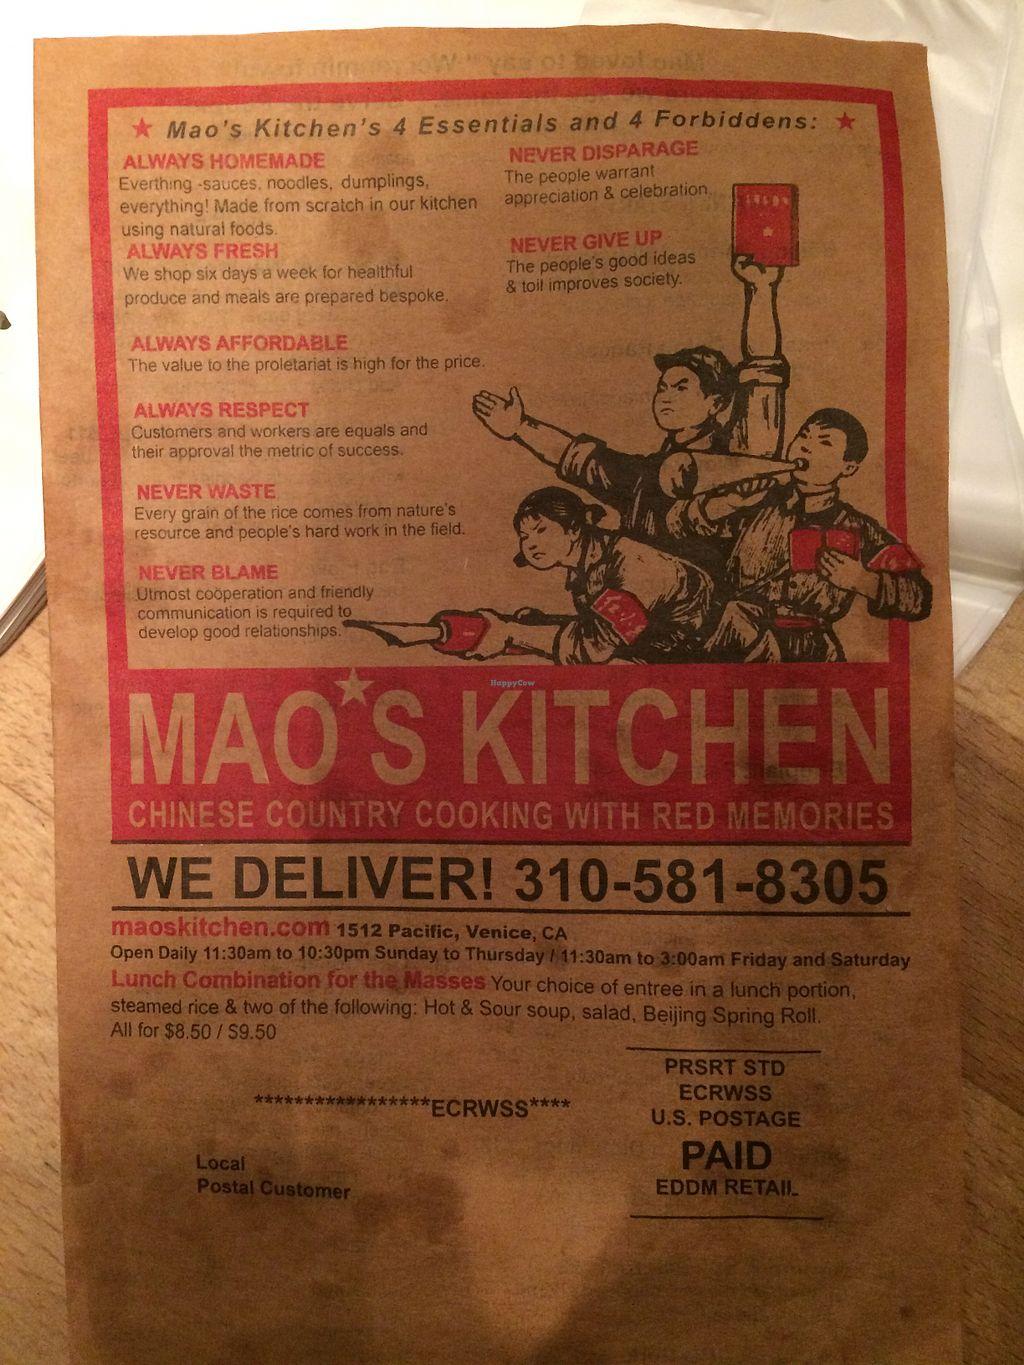 ★ Mao's Kitchen's 4 Essentials and 4 Forbiddens: ★
ALWAYS HOMEMADE
Everthing -sauces, noodles, dumplings,
everything! Made from scratch in our kitchen
using natural foods.
ALWAYS FRESH
We shop six days a week for healthful
produce and meals are prepared bespoke.
ALWAYS AFFORDABLE
The value to the proletariat is high for the price.
ALWAYS RESPECT
Customers and workers are equals and
their approval the metric of success.
NEVER WASTE
Every grain of the rice comes from nature's
resource and people's hard work in the field.
NEVER BLAME
Utmost coöperation and friendly
communication is required to
develop good relationships.
NEVER DISPARAGE
The people warrant
appreciation & celebration.
NEVER GIVE UP
The people's good ideas
& toil improves society.
MAO★S KITCHEN
HappyCow
CHINESE COUNTRY COOKING WITH RED MEMORIES
WE DELIVER! 310-581-8305
maoskitchen.com 1512 Pacific, Venice, CA
Open Daily 11:30am to 10:30pm Sunday to Thursday / 11:30am to 3:00am Friday and Saturday
Lunch Combination for the Masses Your choice of entree in a lunch portion,
steamed rice & two of the following: Hot & Sour soup, salad, Beijing Spring Roll.
All for $8.50 / $9.50
PRSRT STD
ECRWSS
U.S. POSTAGE
PAID
EDDM RETAIL
*****************ECRWSS****
Local
Postal Customer